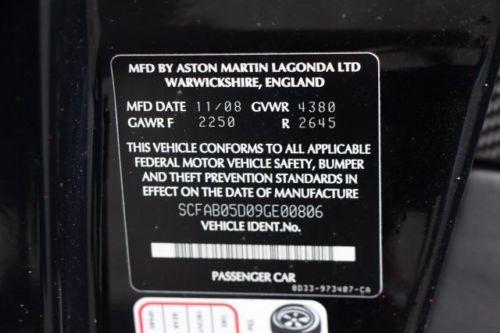 MFD BY ASTON MARTIN LAGONDA LTD
WARWICKSHIRE, ENGLAND
MFD DATE 11/08 GVWR 4380
GAWR F 2250 R 2645
THIS VEHICLE CONFORMS TO ALL APPLICABLE
FEDERAL MOTOR VEHICLE SAFETY, BUMPER
AND THEFT PREVENTION STANDARDS IN
EFFECT ON THE DATE OF MANUFACTURE
SCFAB05D09GE00806
VEHICLE IDENT.No.
PASSENGER CAR
8D33-973407-CA